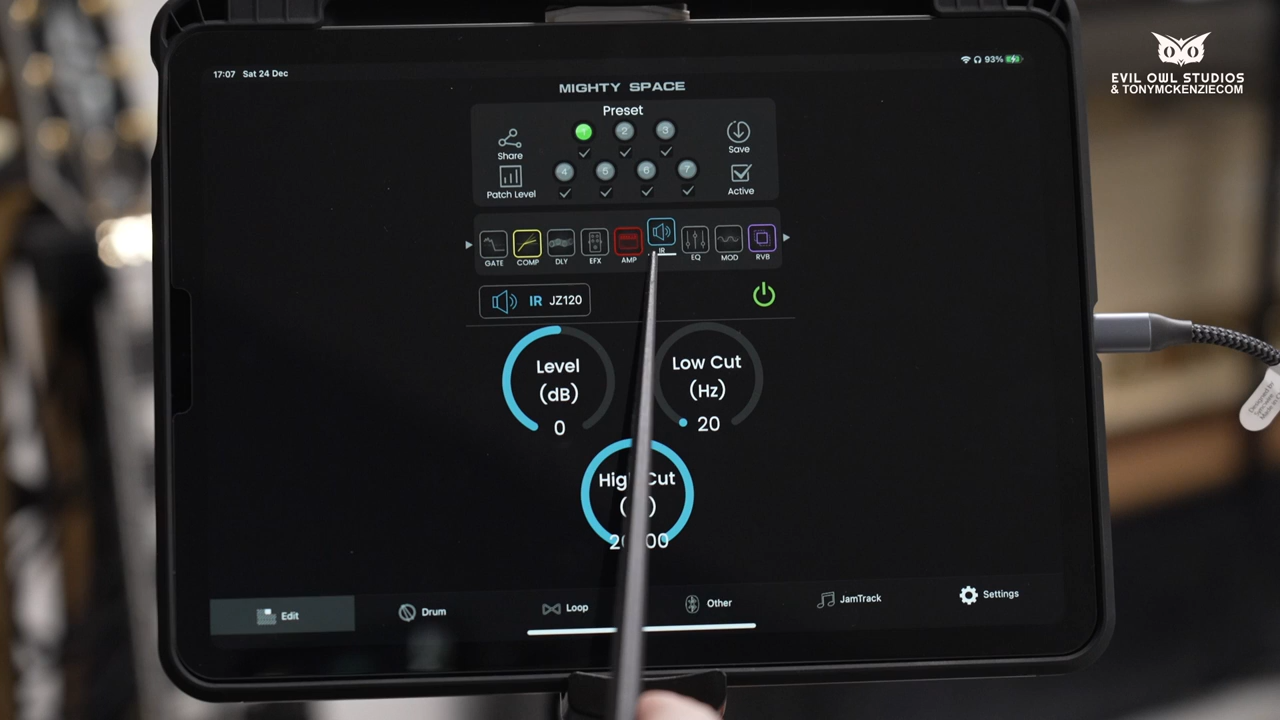 17:07 Sat 24 Dec
93%
EVIL OWL STUDIOS
& TONYMCKENZIECOM
MIGHTY SPACE
Preset
1 2 3
Share
Save
4 5 6 7
Patch Level
Active
GATE COMP DLY EFX AMP IR EQ MOD RVB
IR JZ120
Level
(dB)
0
Low Cut
(Hz)
20
Edit
Drum
Loop
Other
JamTrack
Settings